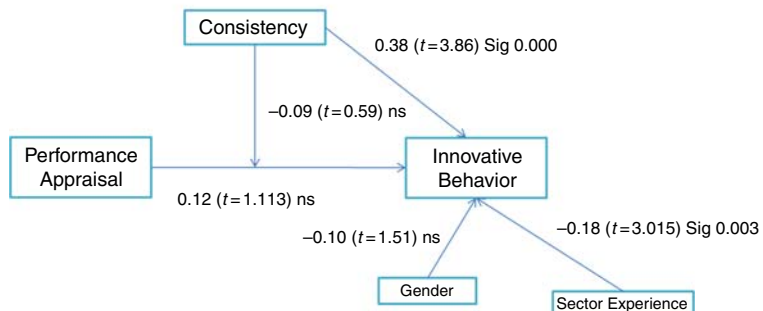 Consistency
0.38 (t=3.86) Sig 0.000
–0.09 (t=0.59) ns
Performance
Appraisal
Innovative
Behavior
0.12 (t=1.113) ns
–0.10 (t=1.51) ns
–0.18 (t=3.015) Sig 0.003
Gender
Sector Experience